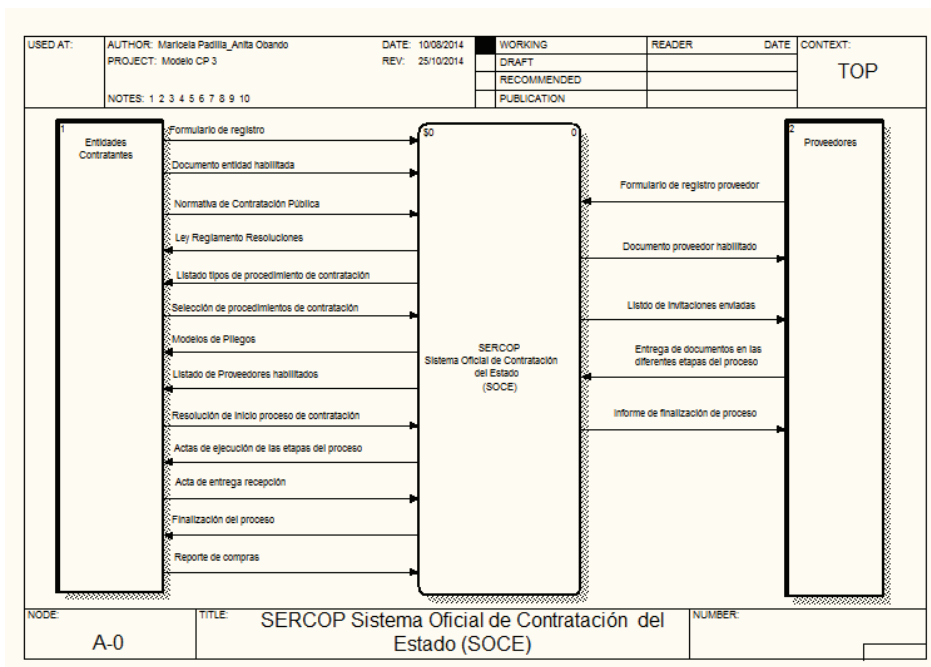 USED AT:
AUTHOR: Maricela Padilla_Anita Obando
DATE: 10/08/2014
PROJECT: Modelo CP 3
REV: 25/10/2014
NOTES: 1 2 3 4 5 6 7 8 9 10
WORKING
DRAFT
RECOMMENDED
PUBLICATION
READER DATE
CONTEXT:
TOP
1
Entidades
Contratantes
Formulario de registro
Documento entidad habilitada
Normativa de Contratación Pública
Ley Reglamento Resoluciones
Listado tipos de procedimiento de contratación
Selección de procedimientos de contratación
Modelos de Pliegos
Listado de Proveedores habilitados
Resolución de inicio proceso de contratación
Actas de ejecución de las etapas del proceso
Acta de entrega recepción
Finalización del proceso
Reporte de compras
$0 0
SERCOP
Sistema Oficial de Contratación
del Estado
(SOCE)
Formulario de registro proveedor
Documento proveedor habilitado
Listdo de invitaciones enviadas
Entrega de documentos en las
diferentes etapas del proceso
Informe de finalización de proceso
2
Proveedores
NODE:
A-0
TITLE:
SERCOP Sistema Oficial de Contratación del
Estado (SOCE)
NUMBER: